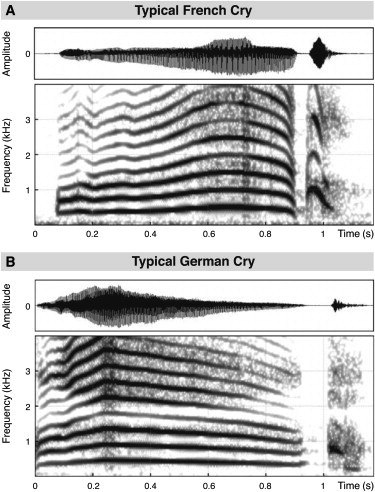 A Typical French Cry
Amplitude
0
Frequency (kHz)
3
2
1
0 0.2 0.4 0.6 0.8 1 Time (s)
B Typical German Cry
Amplitude
0
Frequency (kHz)
3
2
1
0 0.2 0.4 0.6 0.8 1 Time (s)